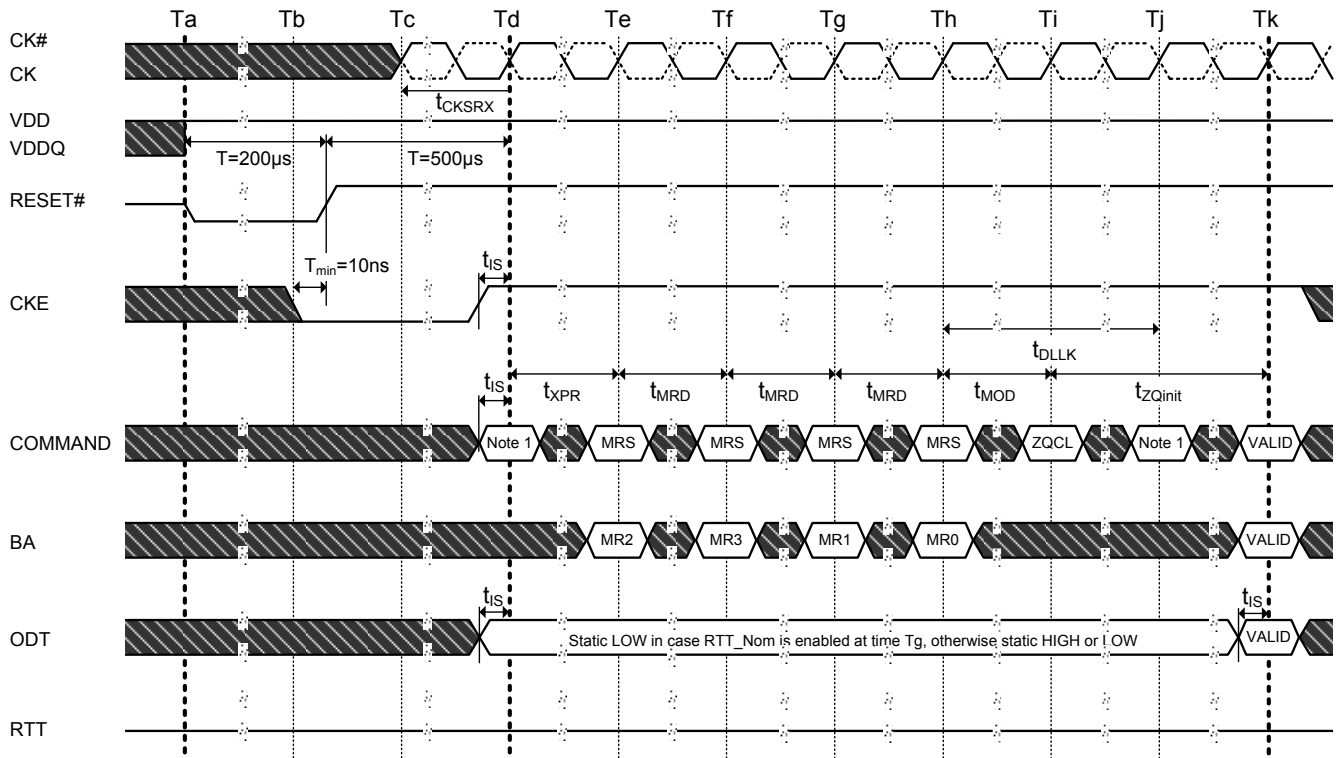 Ta Tb Tc Td Te Tf Tg Th Ti Tj Tk
CK#
CK
tCKSRX
VDD
VDDQ
T=200µs T=500µs
RESET#
Tmin=10ns
tIS
CKE
tDLLK
tIS tXPR tMRD tMRD tMRD tMOD tZQinit
COMMAND Note 1 MRS MRS MRS MRS ZQCL Note 1 VALID
BA MR2 MR3 MR1 MR0 VALID
tIS tIS
ODT Static LOW in case RTT_Nom is enabled at time Tg, otherwise static HIGH or LOW VALID
RTT